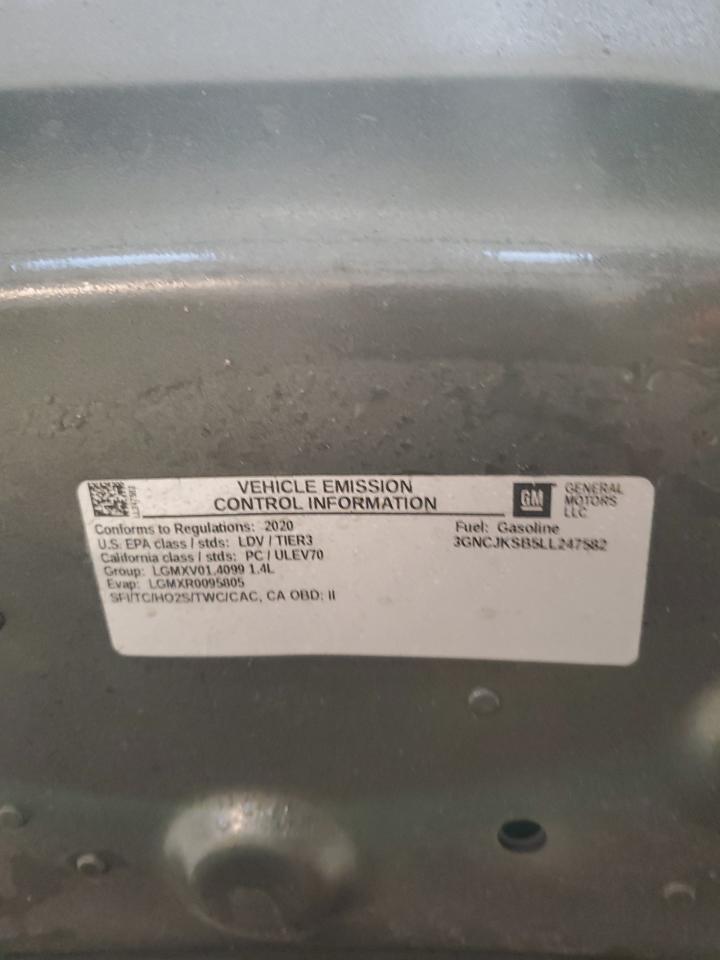 VEHICLE EMISSION
CONTROL INFORMATION
GM
GENERAL
MOTORS
LLC
Conforms to Regulations: 2020
U.S. EPA class / stds: LDV / TIER3
California class / stds: PC / ULEV70
Group: LGMXV01.4099 1.4L
Evap: LGMXR0095805
SFI/TC/HO2S/TWC/CAC, CA OBD: II
Fuel: Gasoline
3GNCJKSB5LL247582